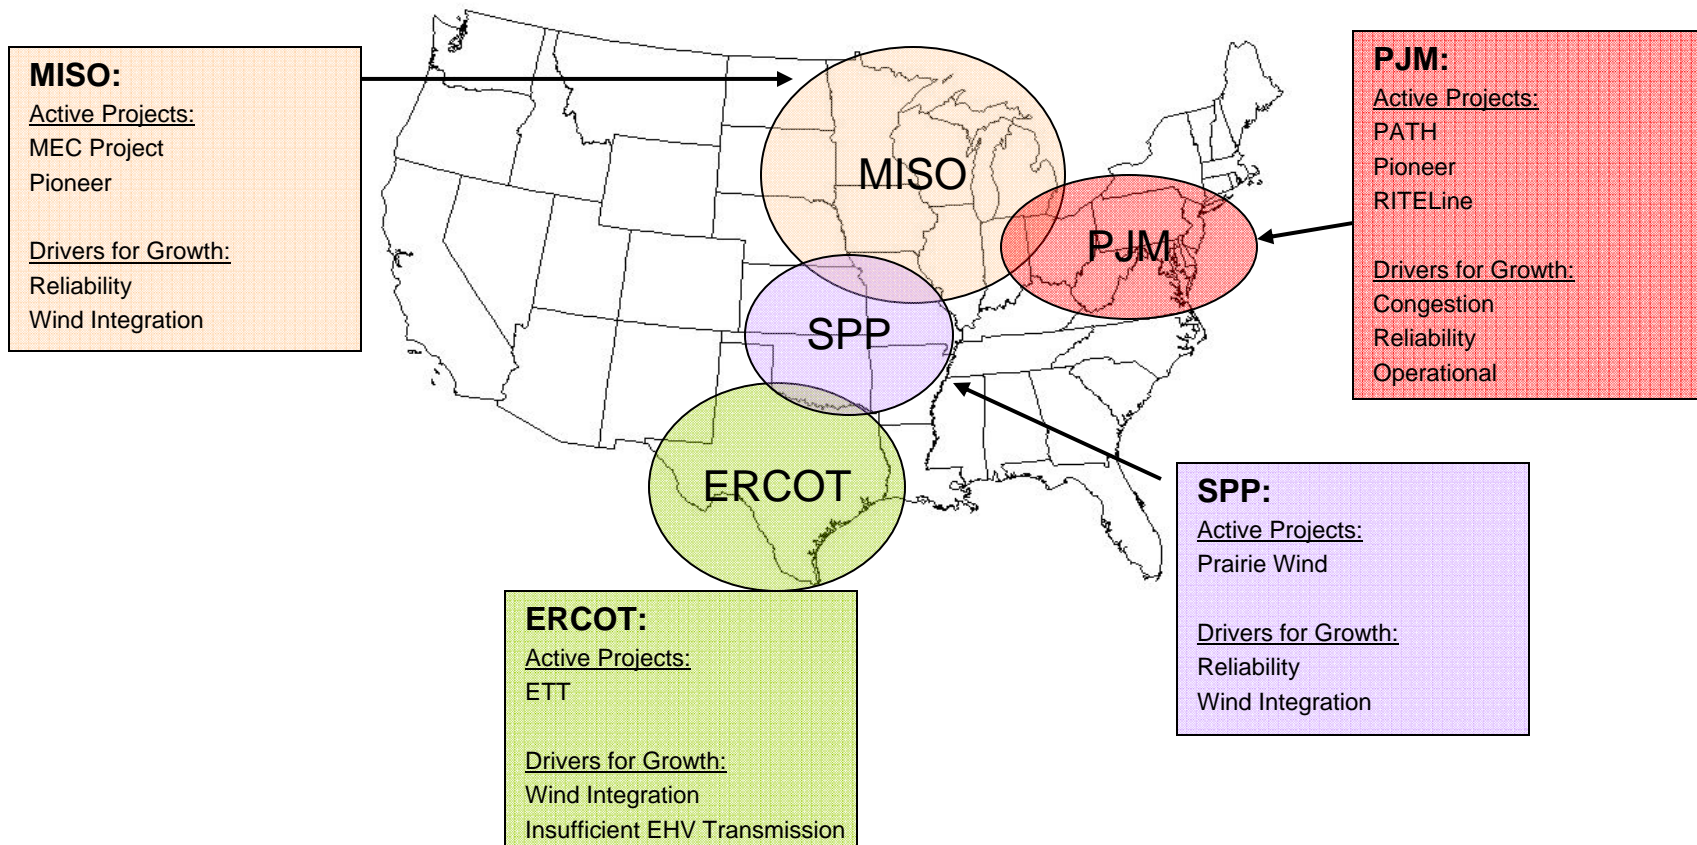 MISO:
Active Projects:
MEC Project
Pioneer
Drivers for Growth:
Reliability
Wind Integration
MISO
PJM
SPP
ERCOT
PJM:
Active Projects:
PATH
Pioneer
RITELine
Drivers for Growth:
Congestion
Reliability
Operational
SPP:
Active Projects:
Prairie Wind
Drivers for Growth:
Reliability
Wind Integration
ERCOT:
Active Projects:
ETT
Drivers for Growth:
Wind Integration
Insufficient EHV Transmission